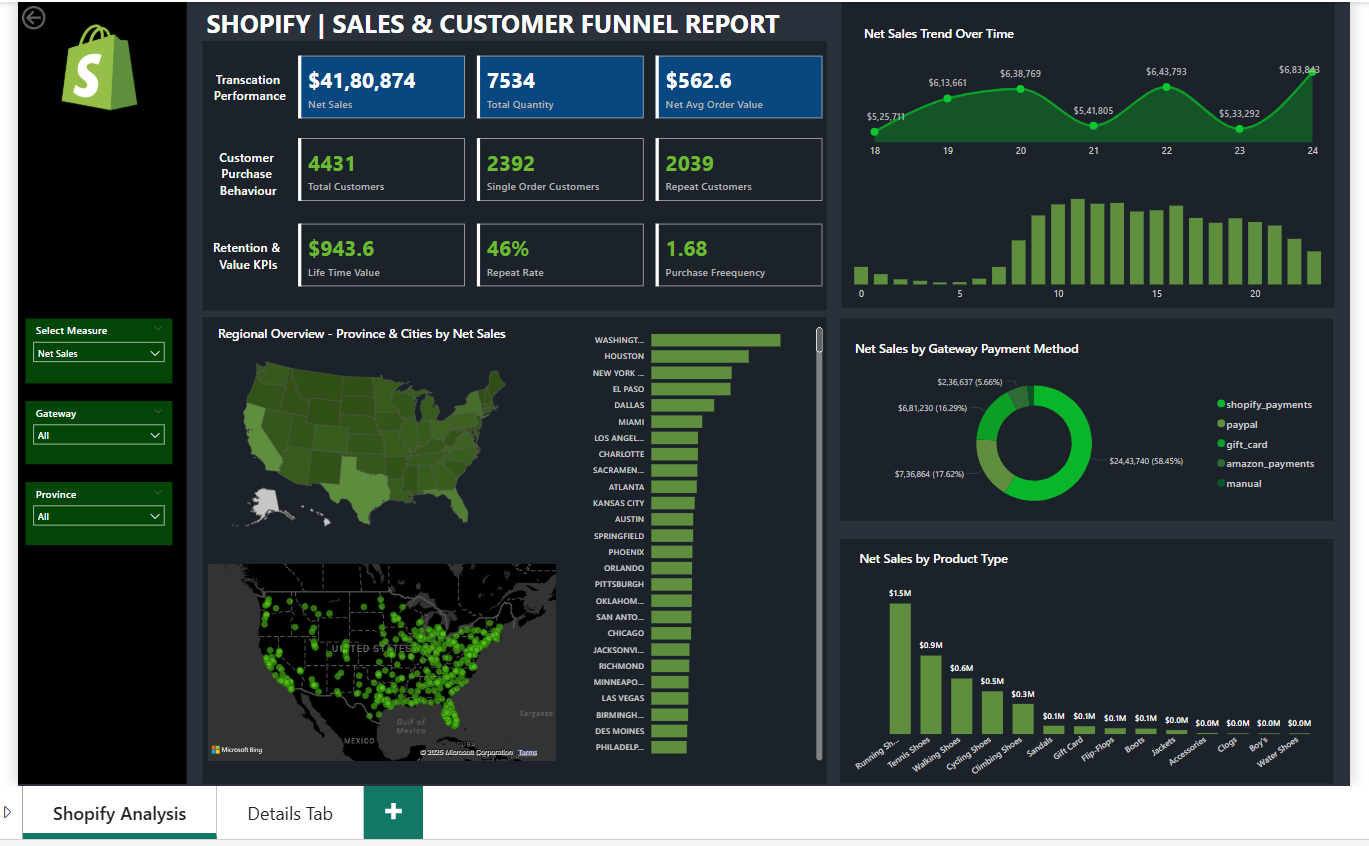 SHOPIFY | SALES & CUSTOMER FUNNEL REPORT
Transcation
Performance
$41,80,874
Net Sales
7534
Total Quantity
$562.6
Net Avg Order Value
Customer
Purchase
Behaviour
4431
Total Customers
2392
Single Order Customers
2039
Repeat Customers
Retention &
Value KPIs
$943.6
Life Time Value
46%
Repeat Rate
1.68
Purchase Freequency
Select Measure
Net Sales
Gateway
All
Province
All
Net Sales Trend Over Time
$5,25,711
$6,13,661
$6,38,769
$5,41,805
$6,43,793
$5,33,292
$6,83,843
18 19 20 21 22 23 24
0 5 10 15 20
Regional Overview - Province & Cities by Net Sales
WASHINGT...
HOUSTON
NEW YORK ...
EL PASO
DALLAS
MIAMI
LOS ANGEL...
CHARLOTTE
SACRAMEN...
ATLANTA
KANSAS CITY
AUSTIN
SPRINGFIELD
PHOENIX
ORLANDO
PITTSBURGH
OKLAHOM...
SAN ANTO...
CHICAGO
JACKSONVI...
RICHMOND
MINNEAPO...
LAS VEGAS
BIRMINGH...
DES MOINES
PHILADELP...
UNITED STATES
Gulf of
Mexico
MEXICO
CUBA
Sargasso
Microsoft Bing
© 2025 Microsoft Corporation Terms
Net Sales by Gateway Payment Method
$2,36,637 (5.66%)
$6,81,230 (16.29%)
$7,36,864 (17.62%)
$24,43,740 (58.45%)
shopify_payments
paypal
gift_card
amazon_payments
manual
Net Sales by Product Type
$1.5M
$0.9M
$0.6M
$0.5M
$0.3M
$0.1M
$0.1M
$0.1M
$0.1M
$0.0M
$0.0M
$0.0M
$0.0M
$0.0M
Running Sh...
Tennis Shoes
Walking Shoes
Cycling Shoes
Climbing Shoes
Sandals
Gift Card
Flip-Flops
Boots
Jackets
Accessories
Clogs
Boy's
Water Shoes
Shopify Analysis
Details Tab
+